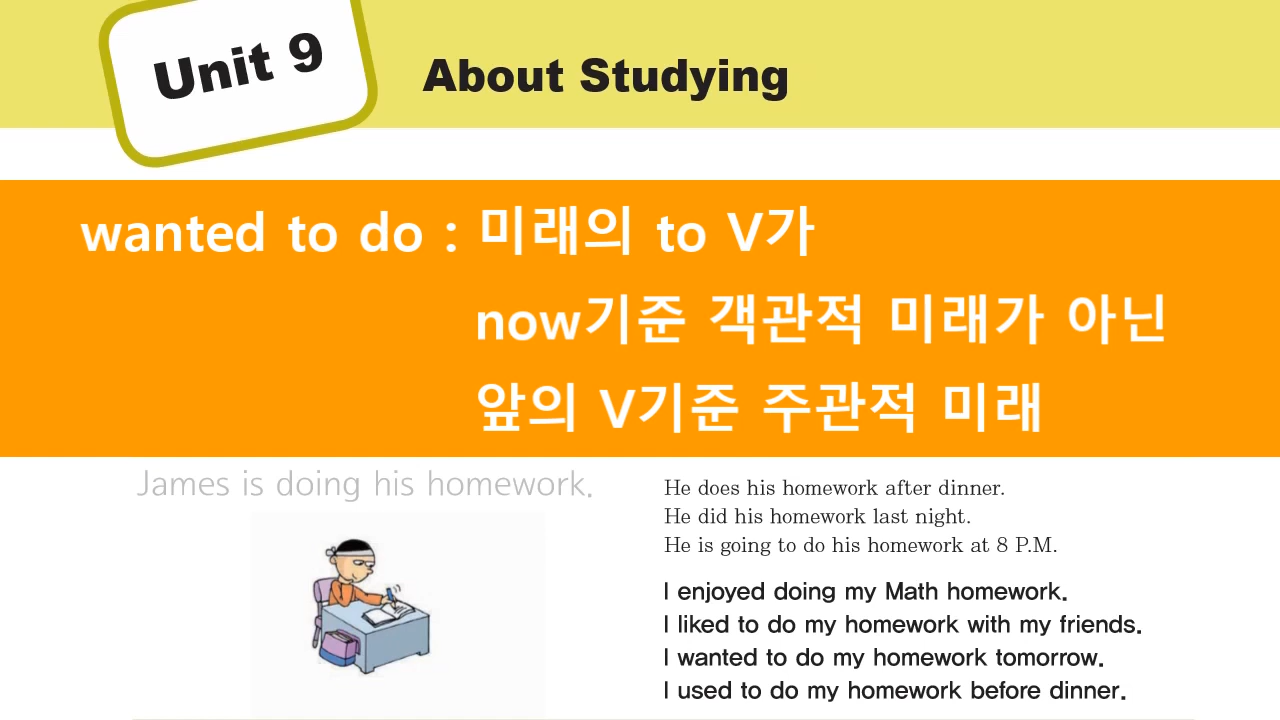 Unit 9
About Studying
wanted to do : 미래의 to V가
now기준 객관적 미래가 아닌
앞의 V기준 주관적 미래
James is doing his homework.
He does his homework after dinner.
He did his homework last night.
He is going to do his homework at 8 P.M.
I enjoyed doing my Math homework.
I liked to do my homework with my friends.
I wanted to do my homework tomorrow.
I used to do my homework before dinner.